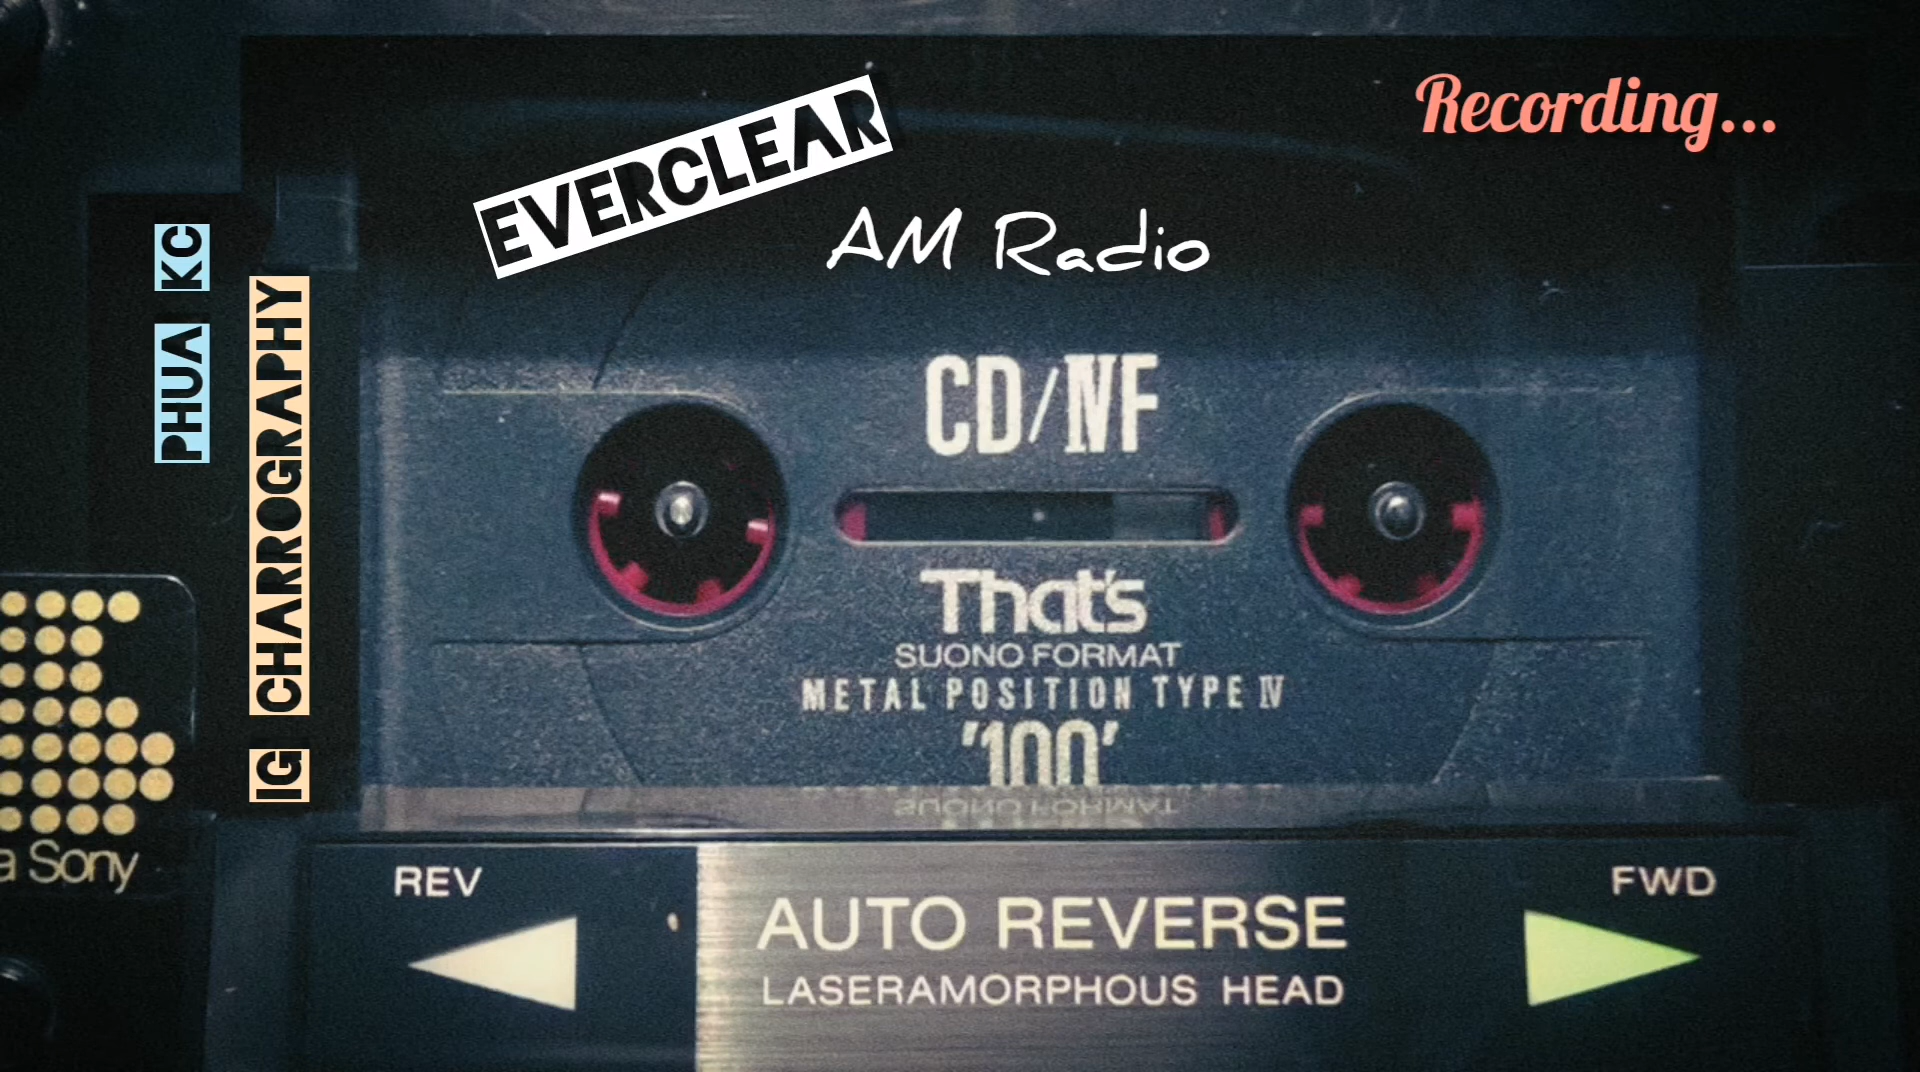 EVERCLEAR
AM Radio
Recording...
PHUA KC
IG CHARROGRAPHY
CD/IVF
That's
SUONO FORMAT
METAL POSITION TYPE IV
'100'
a Sony
REV
FWD
AUTO REVERSE
LASERAMORPHOUS HEAD